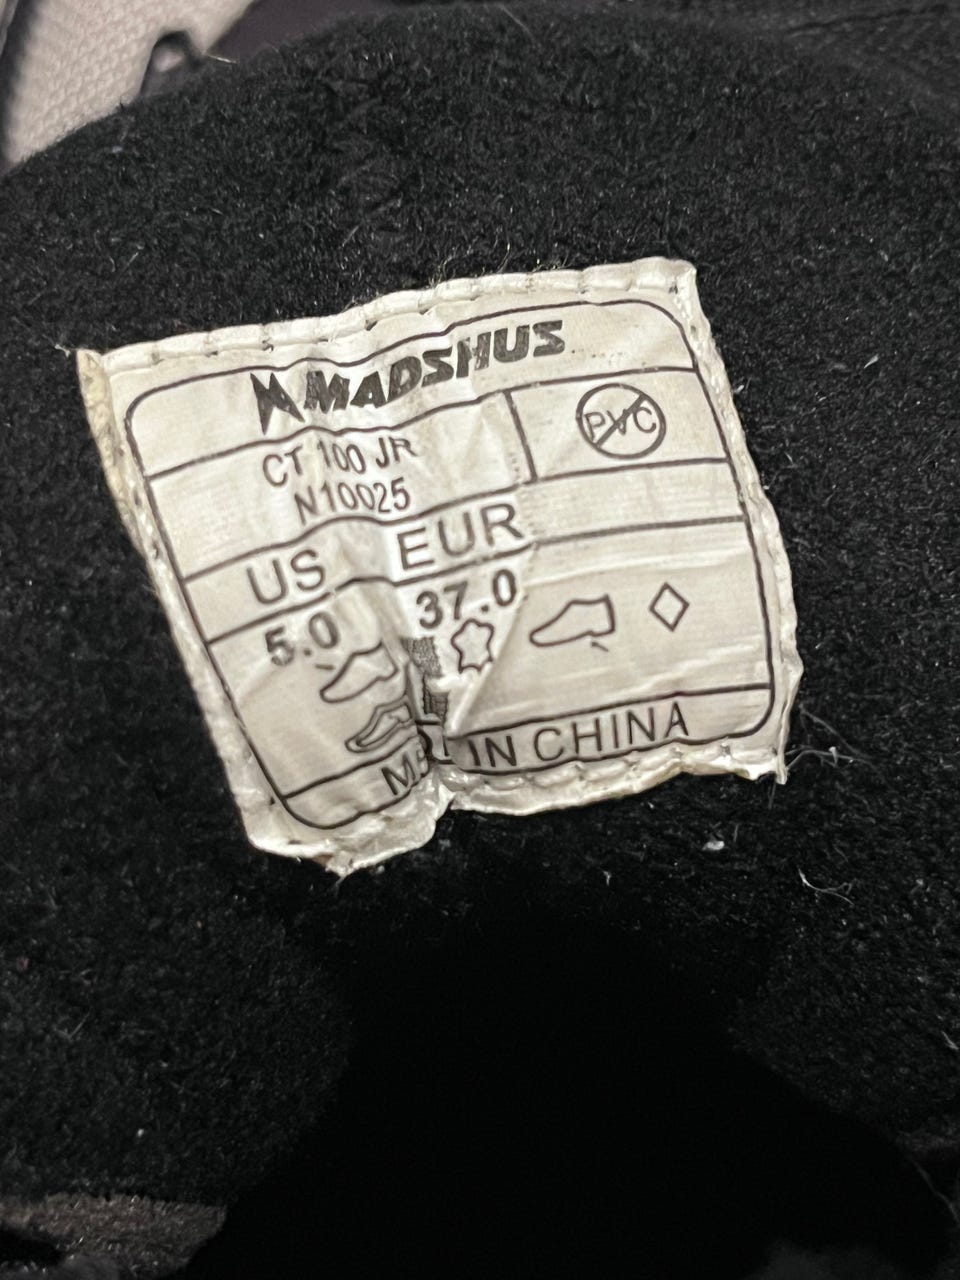 MADSHUS
PVC
CT 100 JR
N10025
US EUR
5.0 37.0
IN CHINA